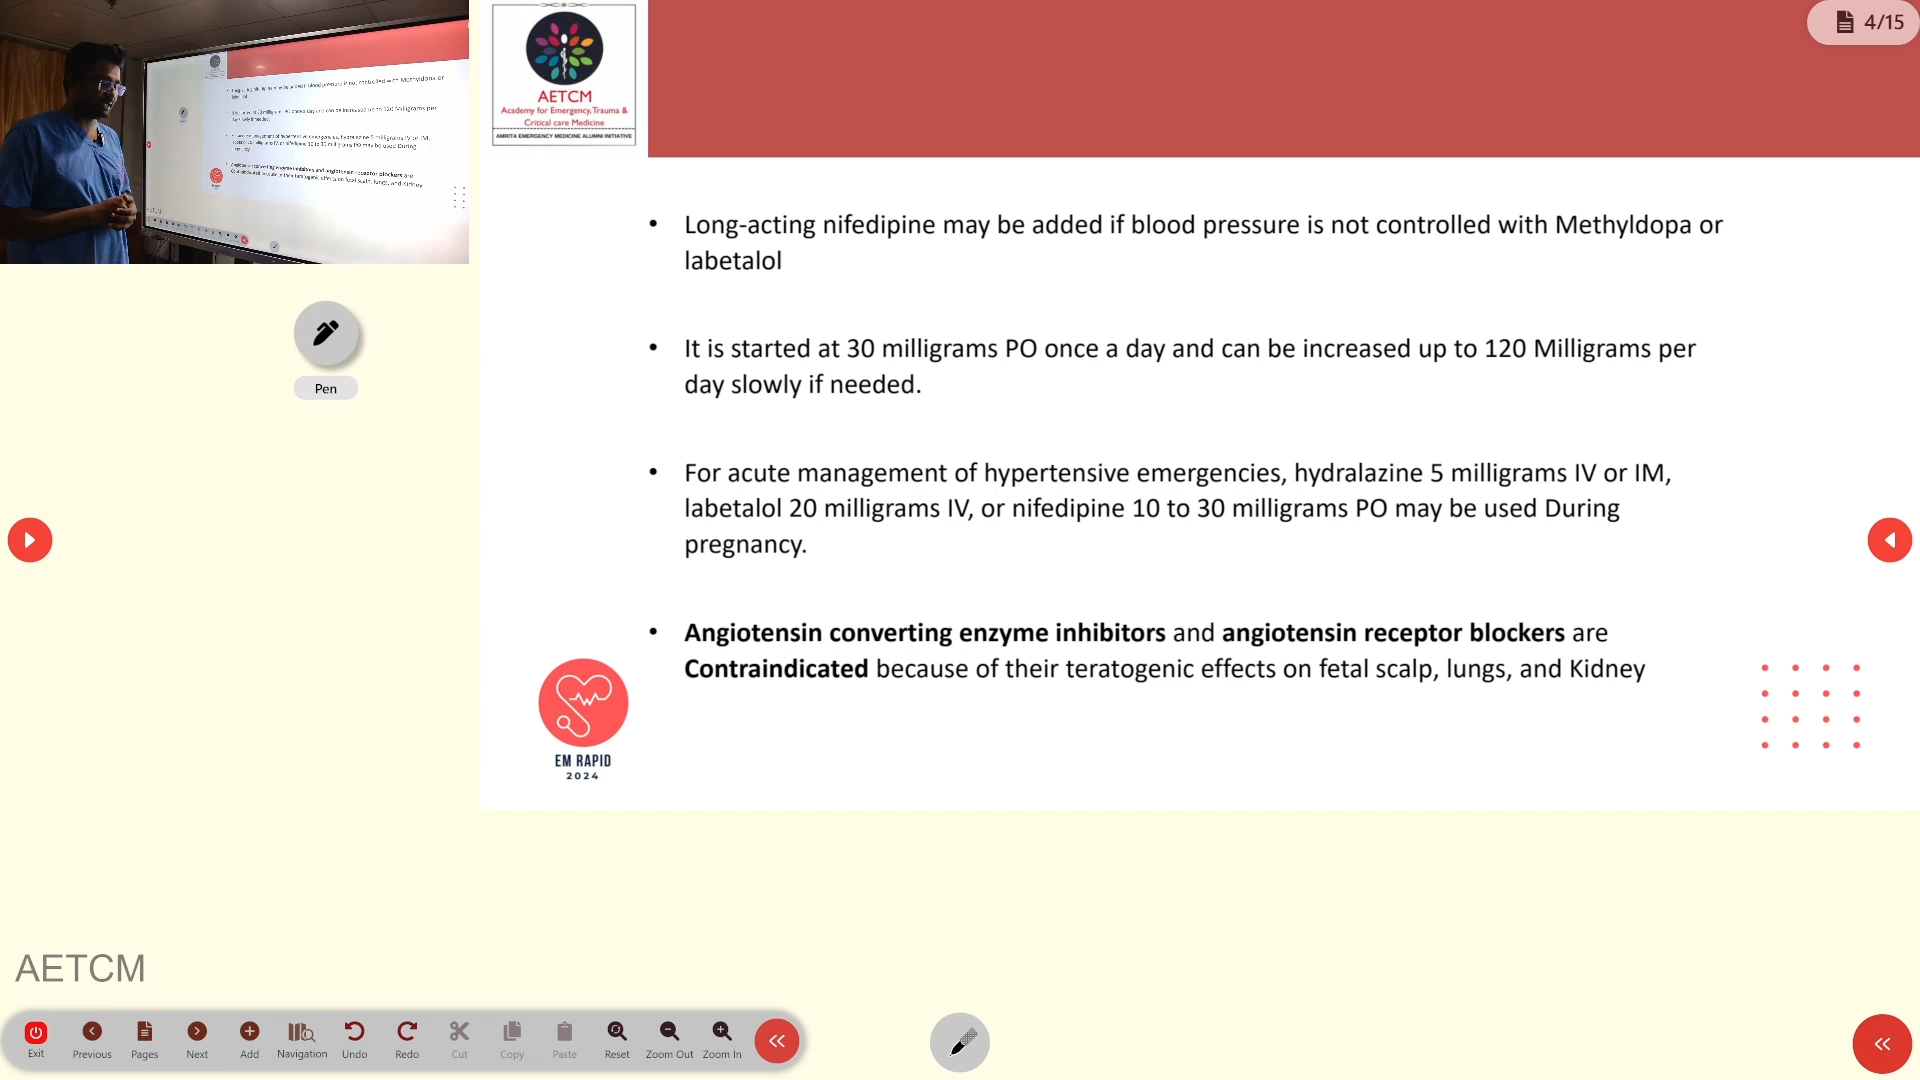 4/15
AETCM
Academy for Emergency, Trauma &
Critical care Medicine
AMRITA EMERGENCY MEDICINE ALUMNI INITIATIVE
• Long-acting nifedipine may be added if blood pressure is not controlled with Methyldopa or
labetalol
• It is started at 30 milligrams PO once a day and can be increased up to 120 Milligrams per
day slowly if needed.
• For acute management of hypertensive emergencies, hydralazine 5 milligrams IV or IM,
labetalol 20 milligrams IV, or nifedipine 10 to 30 milligrams PO may be used During
pregnancy.
• Angiotensin converting enzyme inhibitors and angiotensin receptor blockers are
Contraindicated because of their teratogenic effects on fetal scalp, lungs, and Kidney
EM RAPID
2024
Pen
AETCM
Exit
Previous
Pages
Next
Add
Navigation
Undo
Redo
Cut
Copy
Paste
Reset
Zoom Out
Zoom In